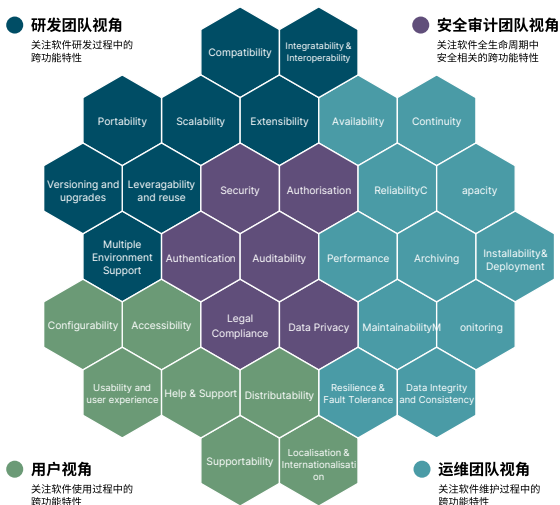 研发团队视角
关注软件研发过程中的
跨功能特性
安全审计团队视角
关注软件全生命周期中
安全相关的跨功能特性
Compatibility
Integratability &
Interoperability
Portability
Scalability
Extensibility
Availability
Continuity
Versioning and
upgrades
Leveragability
and reuse
Security
Authorisation
ReliabilityC
apacity
Multiple
Environment
Support
Authentication
Auditability
Performance
Archiving
Installability&
Deployment
Configurability
Accessibility
Legal
Compliance
Data Privacy
MaintainabilityM
onitoring
Usability and
user experience
Help & Support
Distributability
Resilience &
Fault Tolerance
Data Integrity
and Consistency
Supportability
Localisation &
Internationalisati
on
用户视角
关注软件使用过程中的
跨功能特性
运维团队视角
关注软件维护过程中的
跨功能特性